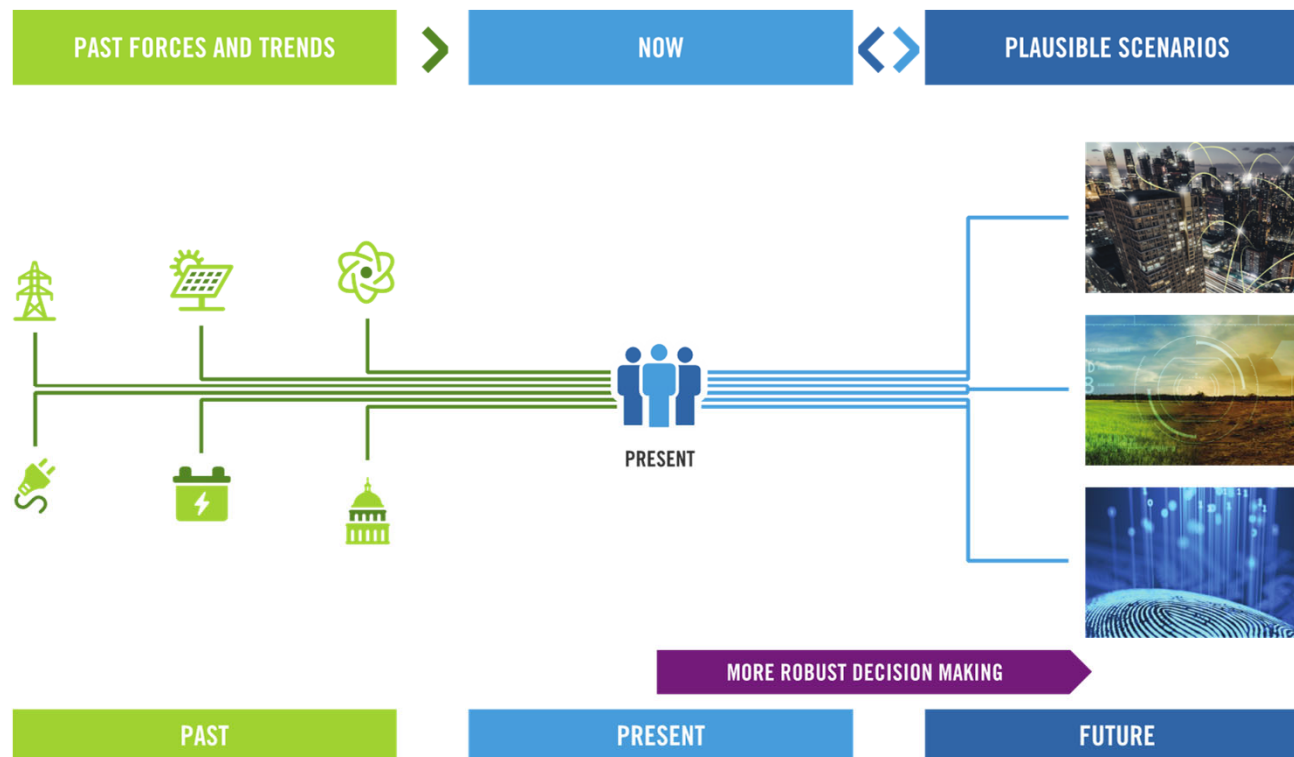 PAST FORCES AND TRENDS
NOW
PLAUSIBLE SCENARIOS
PRESENT
MORE ROBUST DECISION MAKING
PAST
PRESENT
FUTURE